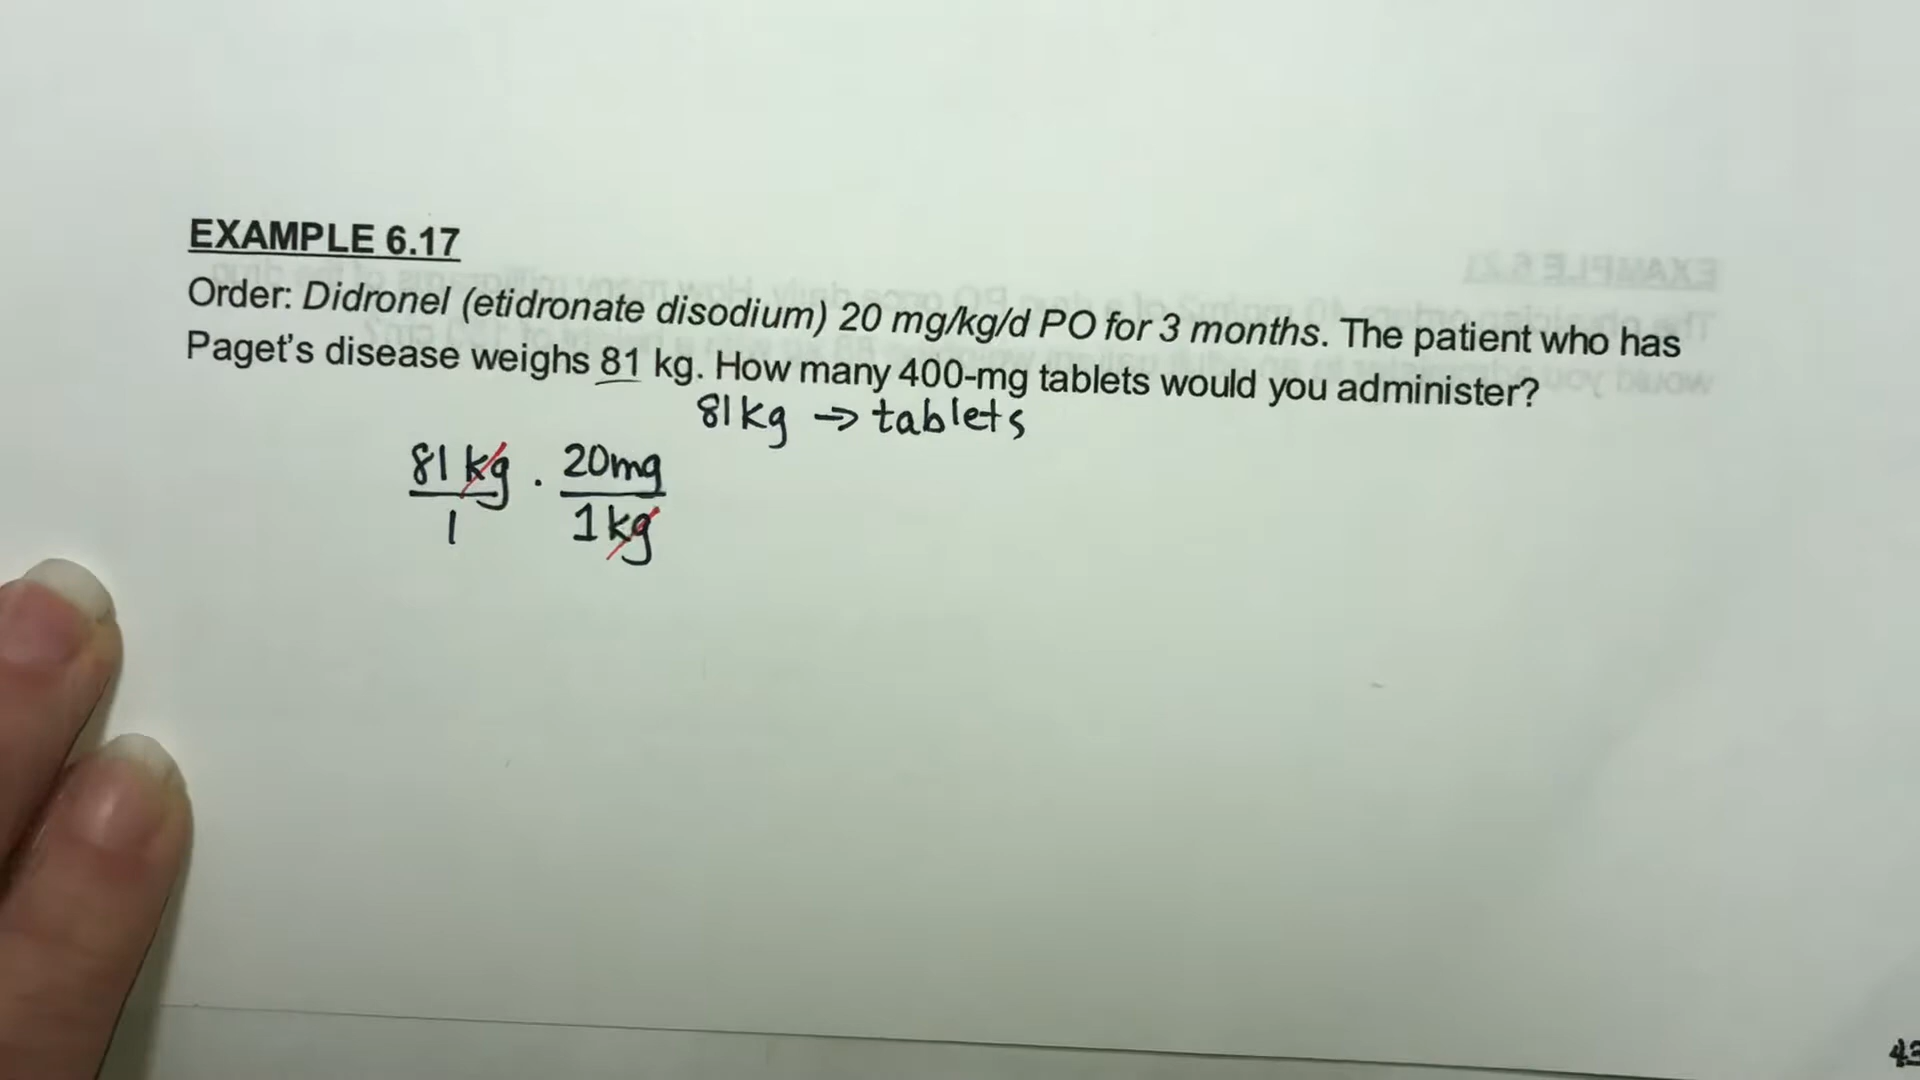 EXAMPLE 6.17
Order: Didronel (etidronate disodium) 20 mg/kg/d PO for 3 months. The patient who has
Paget's disease weighs 81 kg. How many 400-mg tablets would you administer?
81kg → tablets
81 kg . 20mg
1 1kg
43